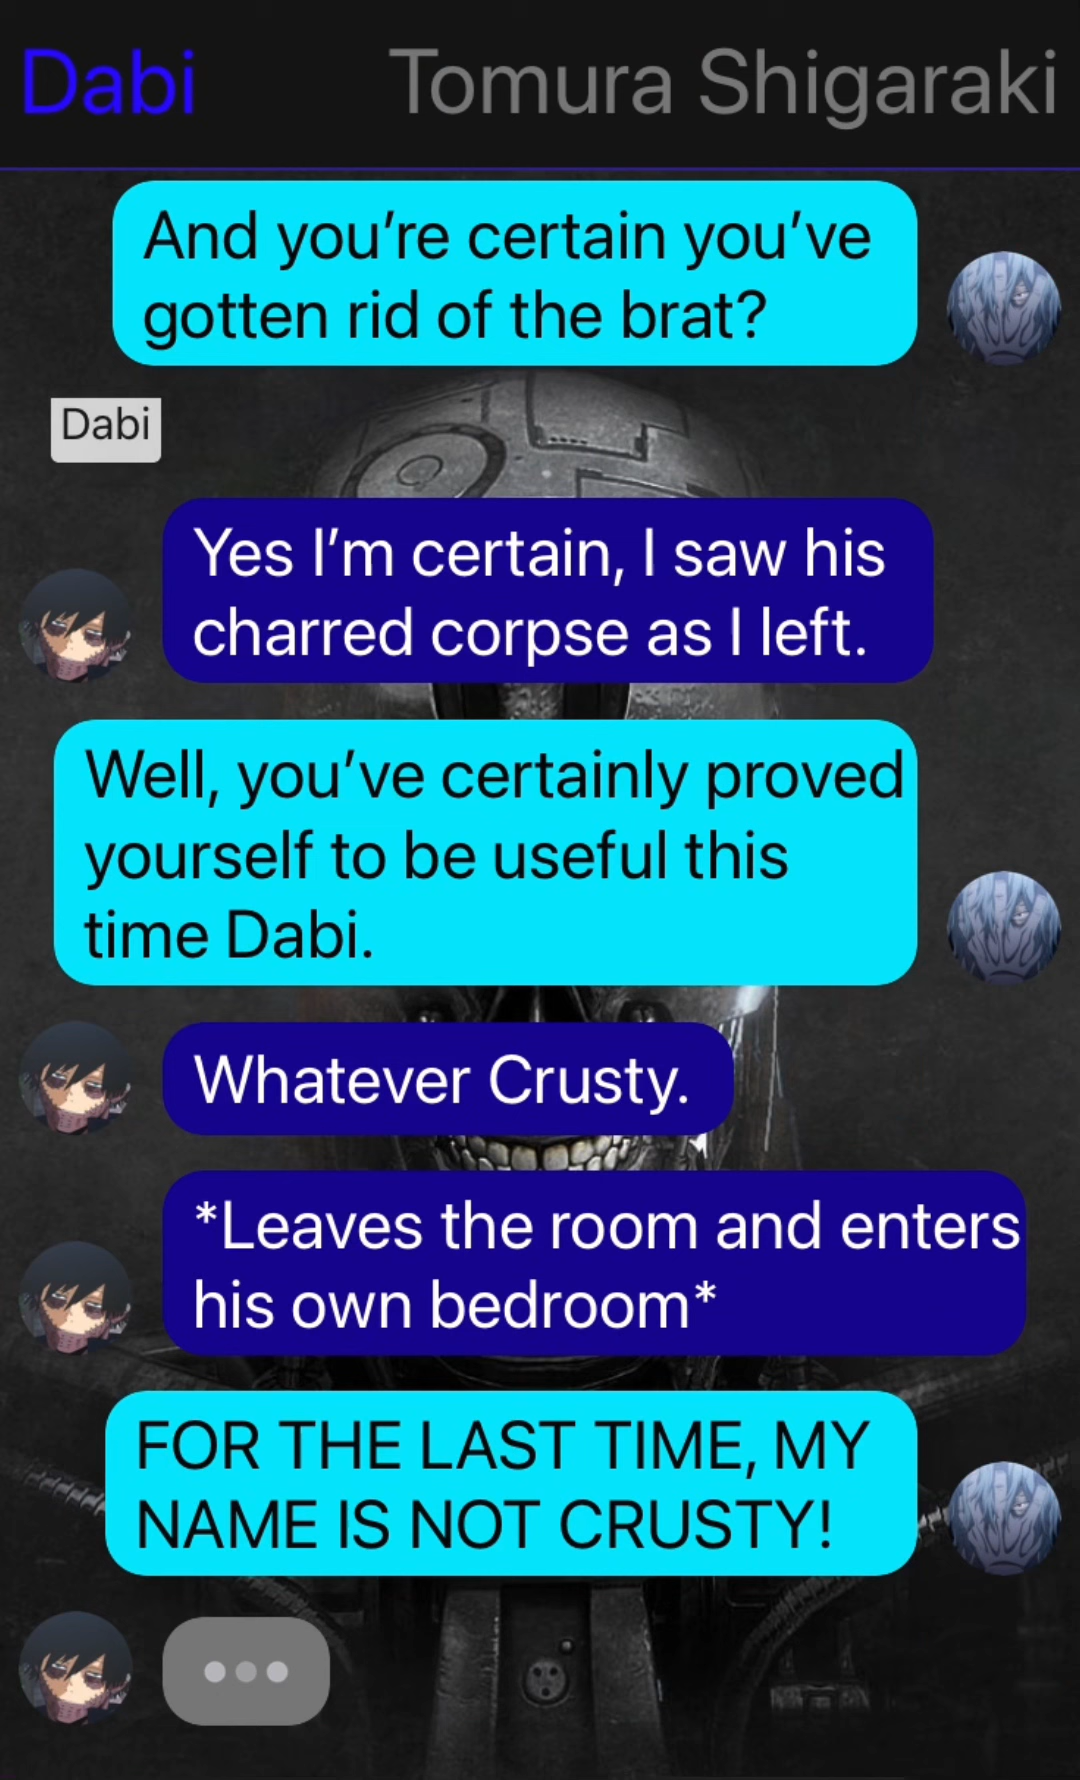 Dabi Tomura Shigaraki
And you’re certain you’ve
gotten rid of the brat?
Dabi
Yes I’m certain, I saw his
charred corpse as I left.
Well, you’ve certainly proved
yourself to be useful this
time Dabi.
Whatever Crusty.
*Leaves the room and enters
his own bedroom*
FOR THE LAST TIME, MY
NAME IS NOT CRUSTY!